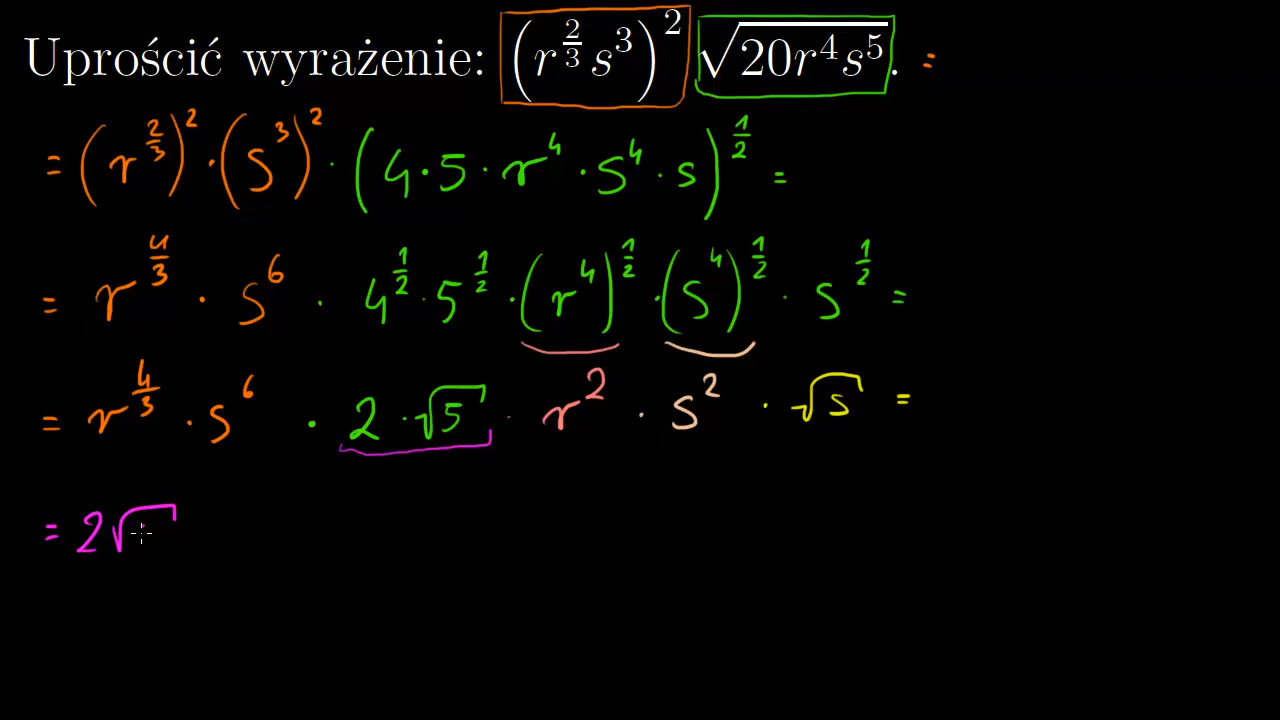 Uprościć wyrażenie: (r^{2/3} s^3)^2 √(20r^4s^5). =
= (r^{2/3})^2 · (s^3)^2 · (4 · 5 · r^4 · s^4 · s)^{1/2} =
= r^{4/3} · s^6 · 4^{1/2} · 5^{1/2} · (r^4)^{1/2} · (s^4)^{1/2} · s^{1/2} =
= r^{4/3} · s^6 · 2 · √5 · r^2 · s^2 · √s =
= 2√